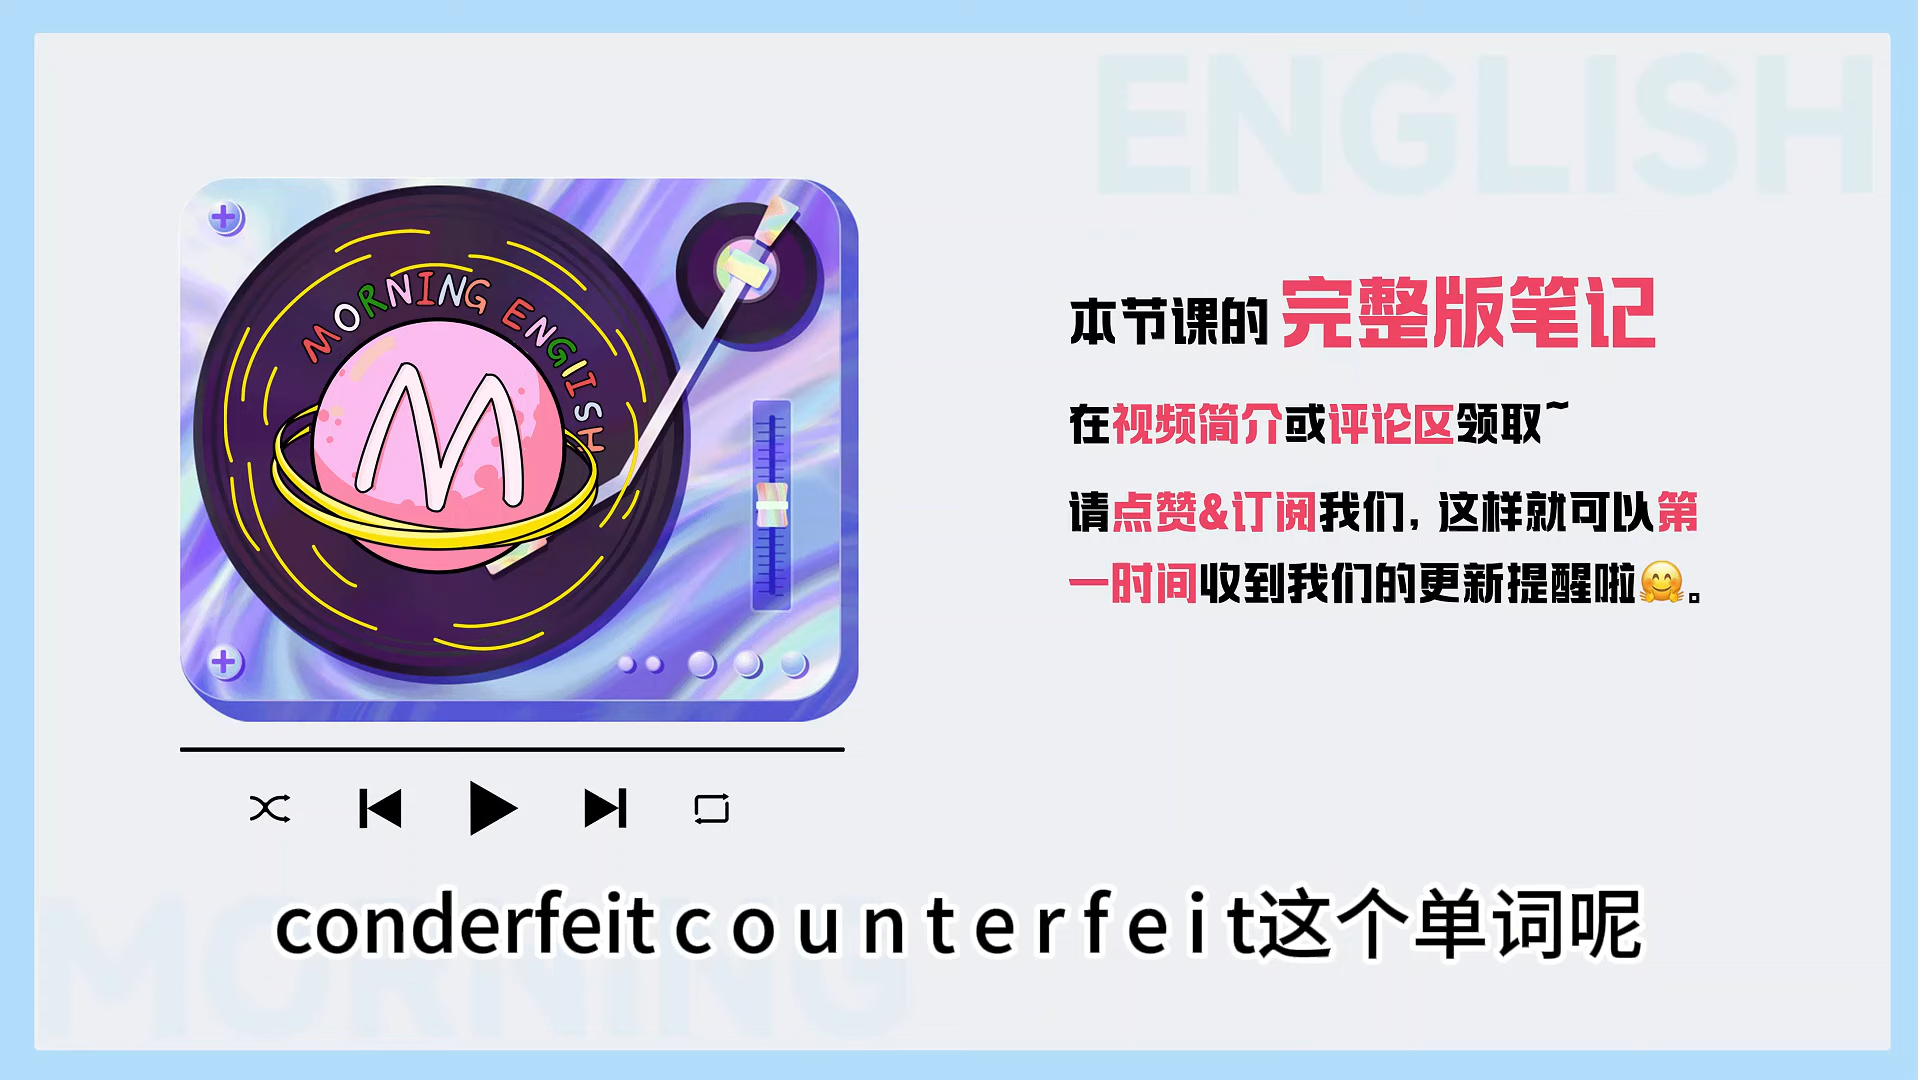 ENGLISH
MORNING ENGLISH
M
本节课的完整版笔记
在视频简介或评论区领取~
请点赞&订阅我们，这样就可以第
一时间收到我们的更新提醒啦🤗。
MORNING
conderfeit c o u n t e r f e i t这个单词呢